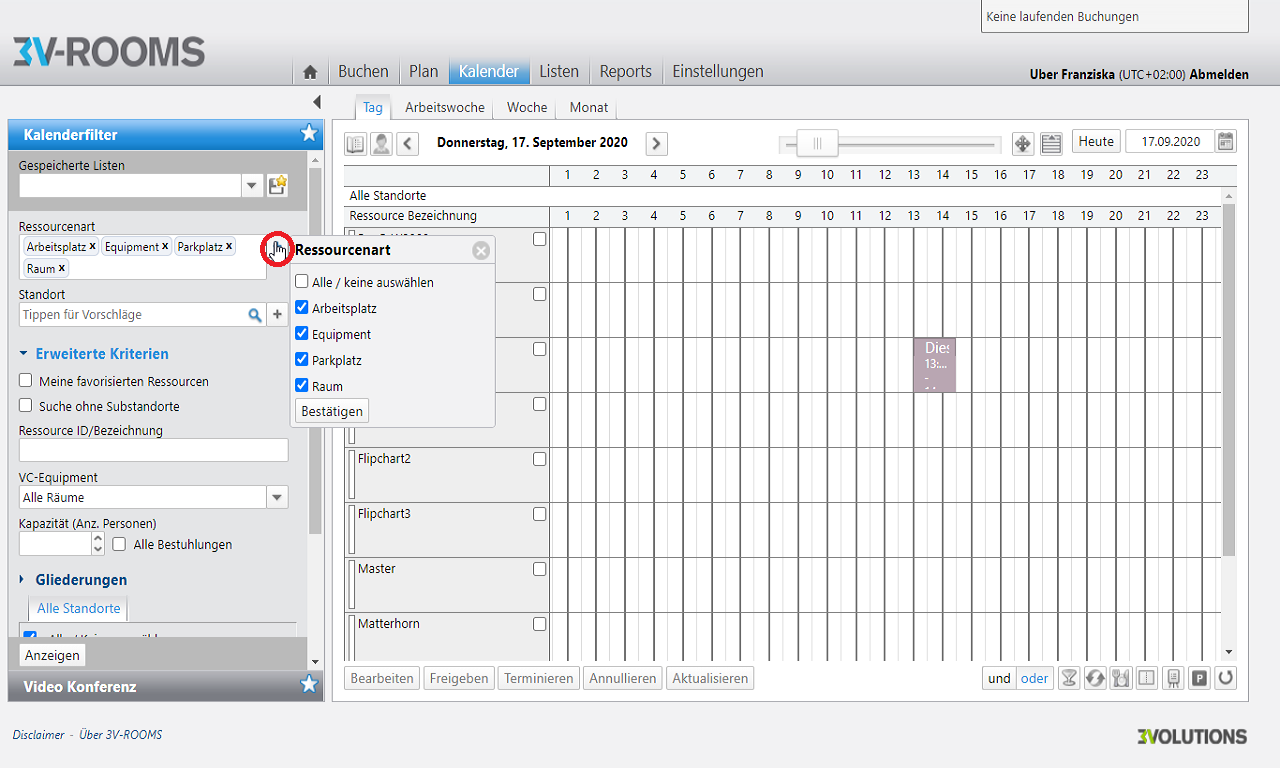 Keine laufenden Buchungen
3V-ROOMS
Buchen Plan Kalender Listen Reports Einstellungen
Uber Franziska (UTC+02:00) Abmelden
Tag Arbeitswoche Woche Monat
Kalenderfilter
Gespeicherte Listen
Ressourcenart
Arbeitsplatz x Equipment x Parkplatz x
Raum x
Standort
Tippen für Vorschläge
+
Erweiterte Kriterien
Meine favorisierten Ressourcen
Suche ohne Substandorte
Ressource ID/Bezeichnung
VC-Equipment
Alle Räume
Kapazität (Anz. Personen)
Alle Bestuhlungen
Gliederungen
Alle Standorte
Anzeigen
Video Konferenz
Ressourcenart
Alle / keine auswählen
Arbeitsplatz
Equipment
Parkplatz
Raum
Bestätigen
Donnerstag, 17. September 2020
Heute 17.09.2020
1 2 3 4 5 6 7 8 9 10 11 12 13 14 15 16 17 18 19 20 21 22 23
Alle Standorte
Ressource Bezeichnung 1 2 3 4 5 6 7 8 9 10 11 12 13 14 15 16 17 18 19 20 21 22 23
Dies
13:...
-
Flipchart2
Flipchart3
Master
Matterhorn
Bearbeiten Freigeben Terminieren Annullieren Aktualisieren
und oder P
Disclaimer - Über 3V-ROOMS
3VOLUTIONS